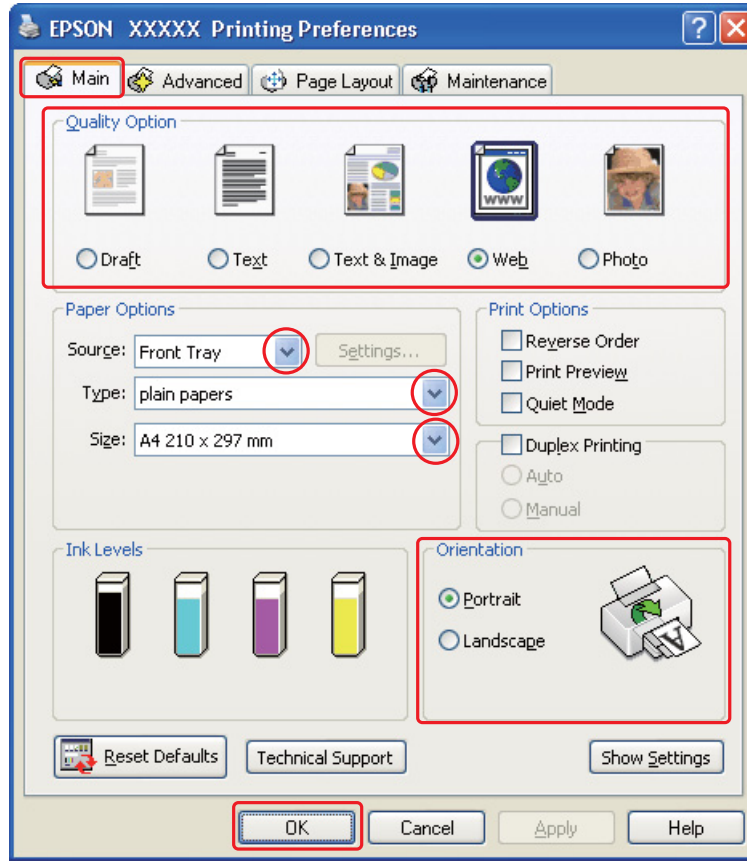 EPSON XXXXX Printing Preferences
Main Advanced Page Layout Maintenance
Quality Option
WWW
Draft Text Text & Image Web Photo
Paper Options
Source: Front Tray Settings...
Type: plain papers
Size: A4 210 x 297 mm
Print Options
Reverse Order
Print Preview
Quiet Mode
Duplex Printing
Auto
Manual
Ink Levels
Orientation
Portrait
Landscape
A
Reset Defaults Technical Support Show Settings
OK Cancel Apply Help